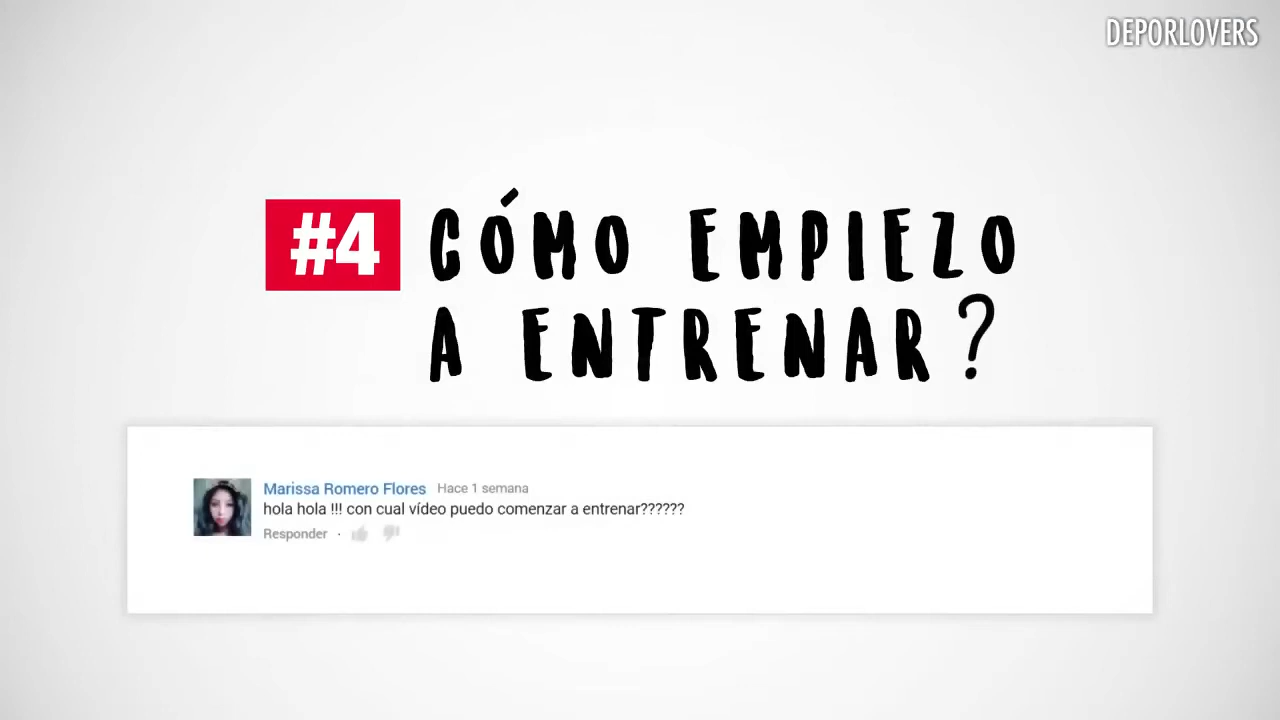 DEPORLOVERS
#4 CÓMO EMPIEZO
A ENTRENAR?
Marissa Romero Flores Hace 1 semana
hola hola !!! con cual vídeo puedo comenzar a entrenar??????
Responder ·